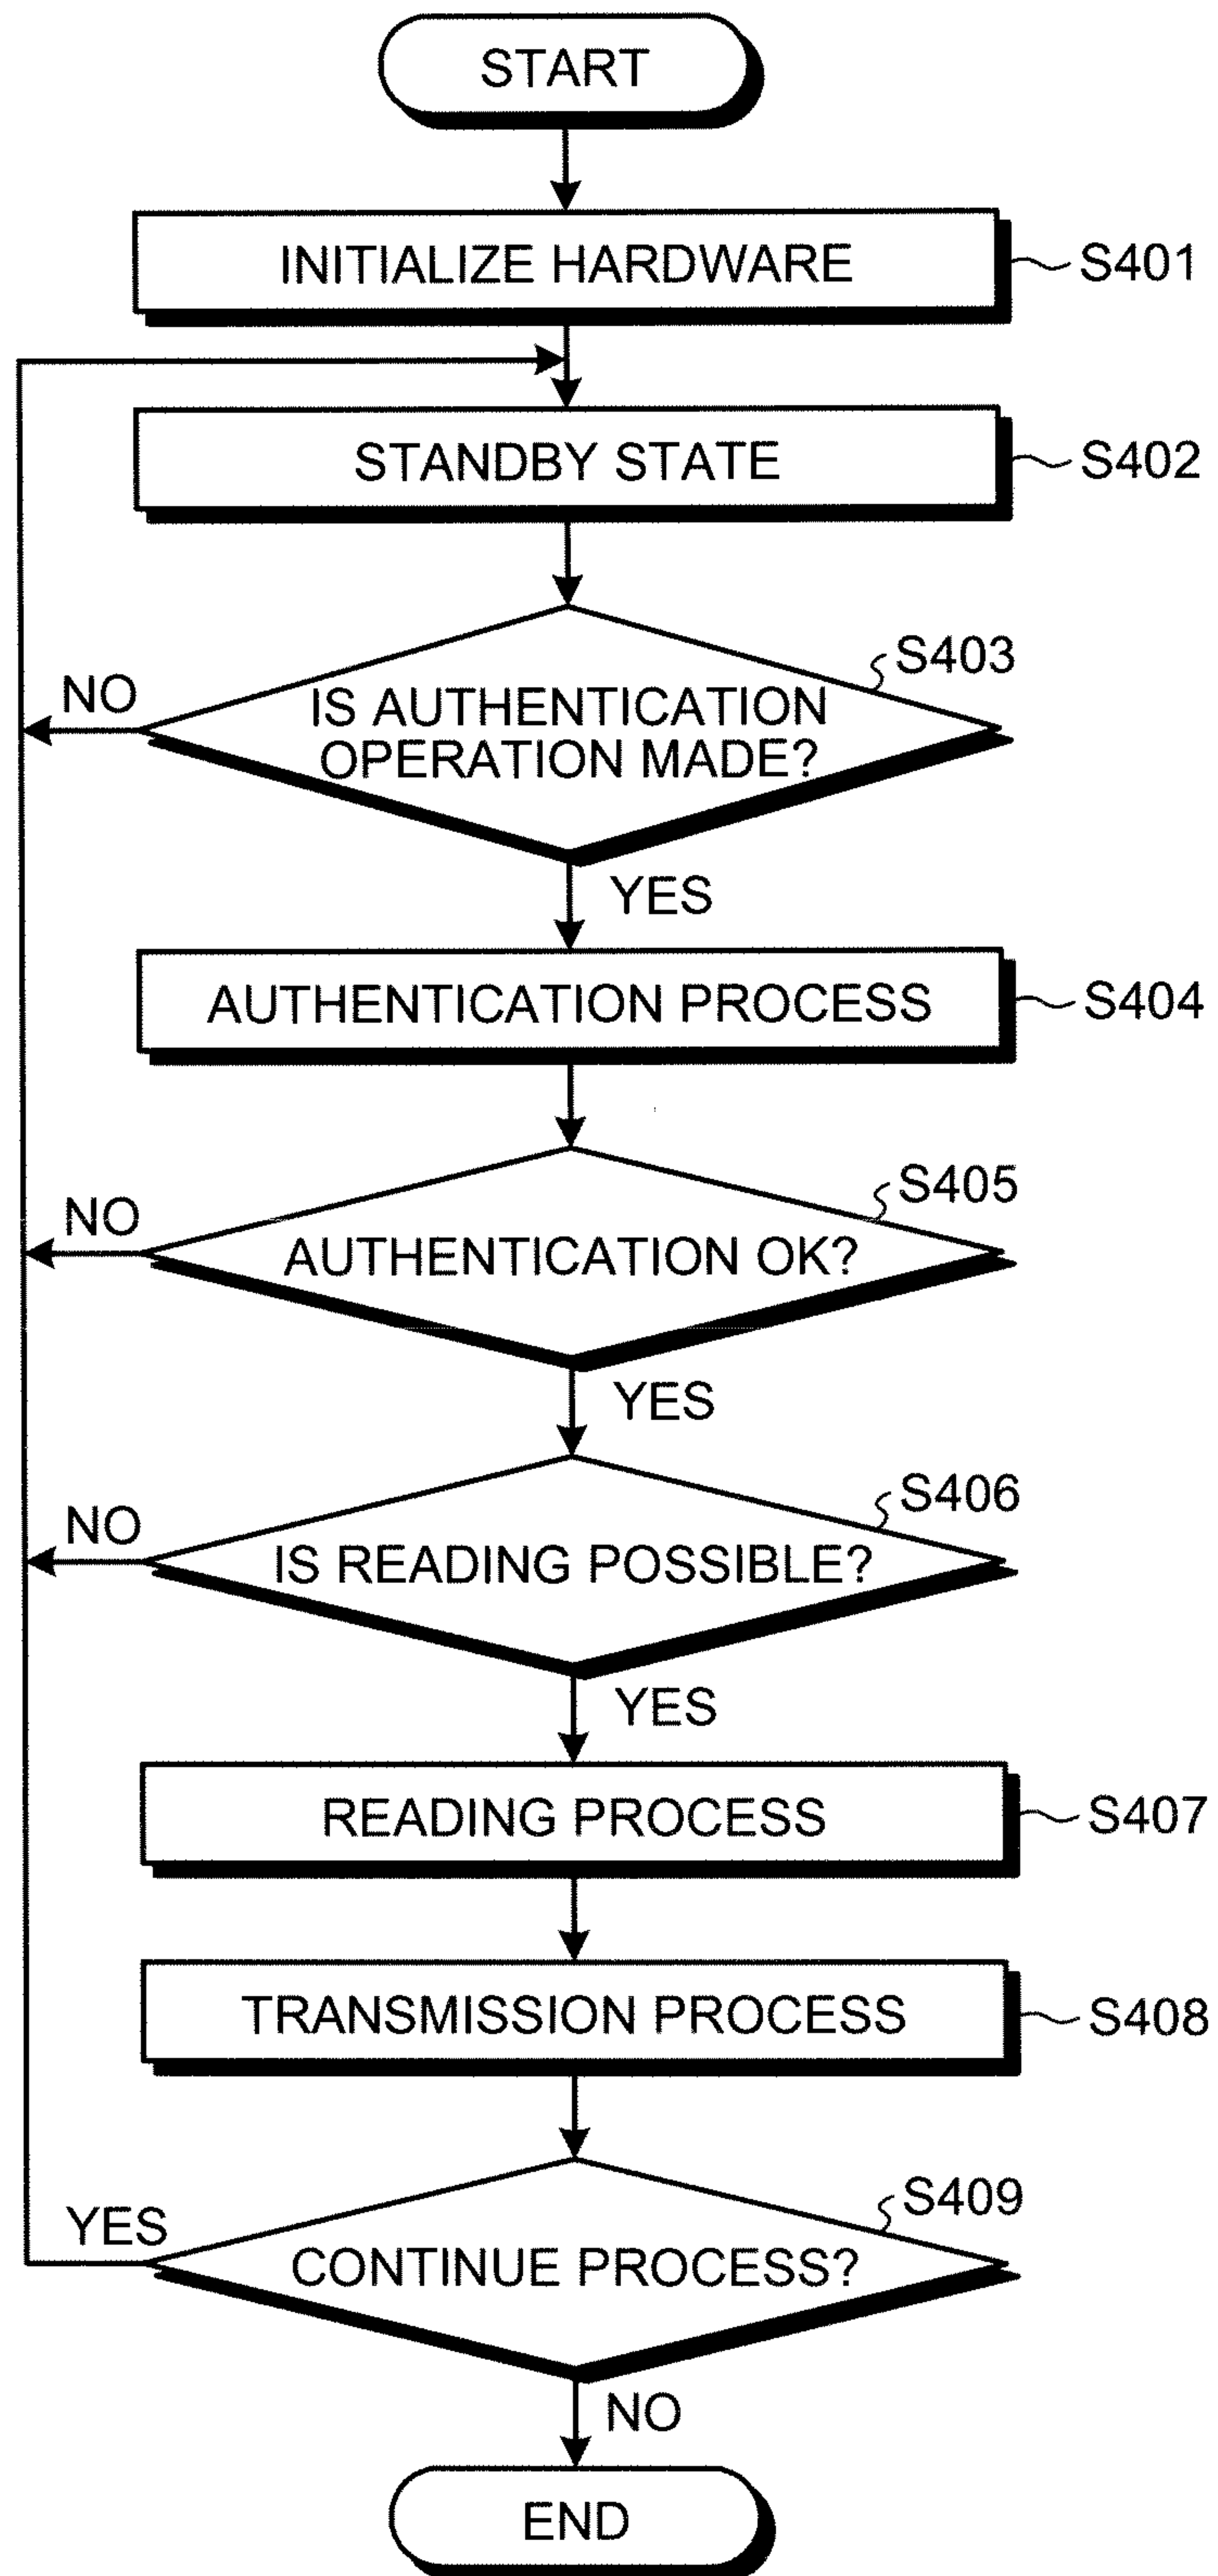 START
INITIALIZE HARDWARE
S401
STANDBY STATE
S402
S403
NO
IS AUTHENTICATION
OPERATION MADE?
YES
AUTHENTICATION PROCESS
S404
S405
NO
AUTHENTICATION OK?
YES
S406
NO
IS READING POSSIBLE?
YES
READING PROCESS
S407
TRANSMISSION PROCESS
S408
S409
YES
CONTINUE PROCESS?
NO
END